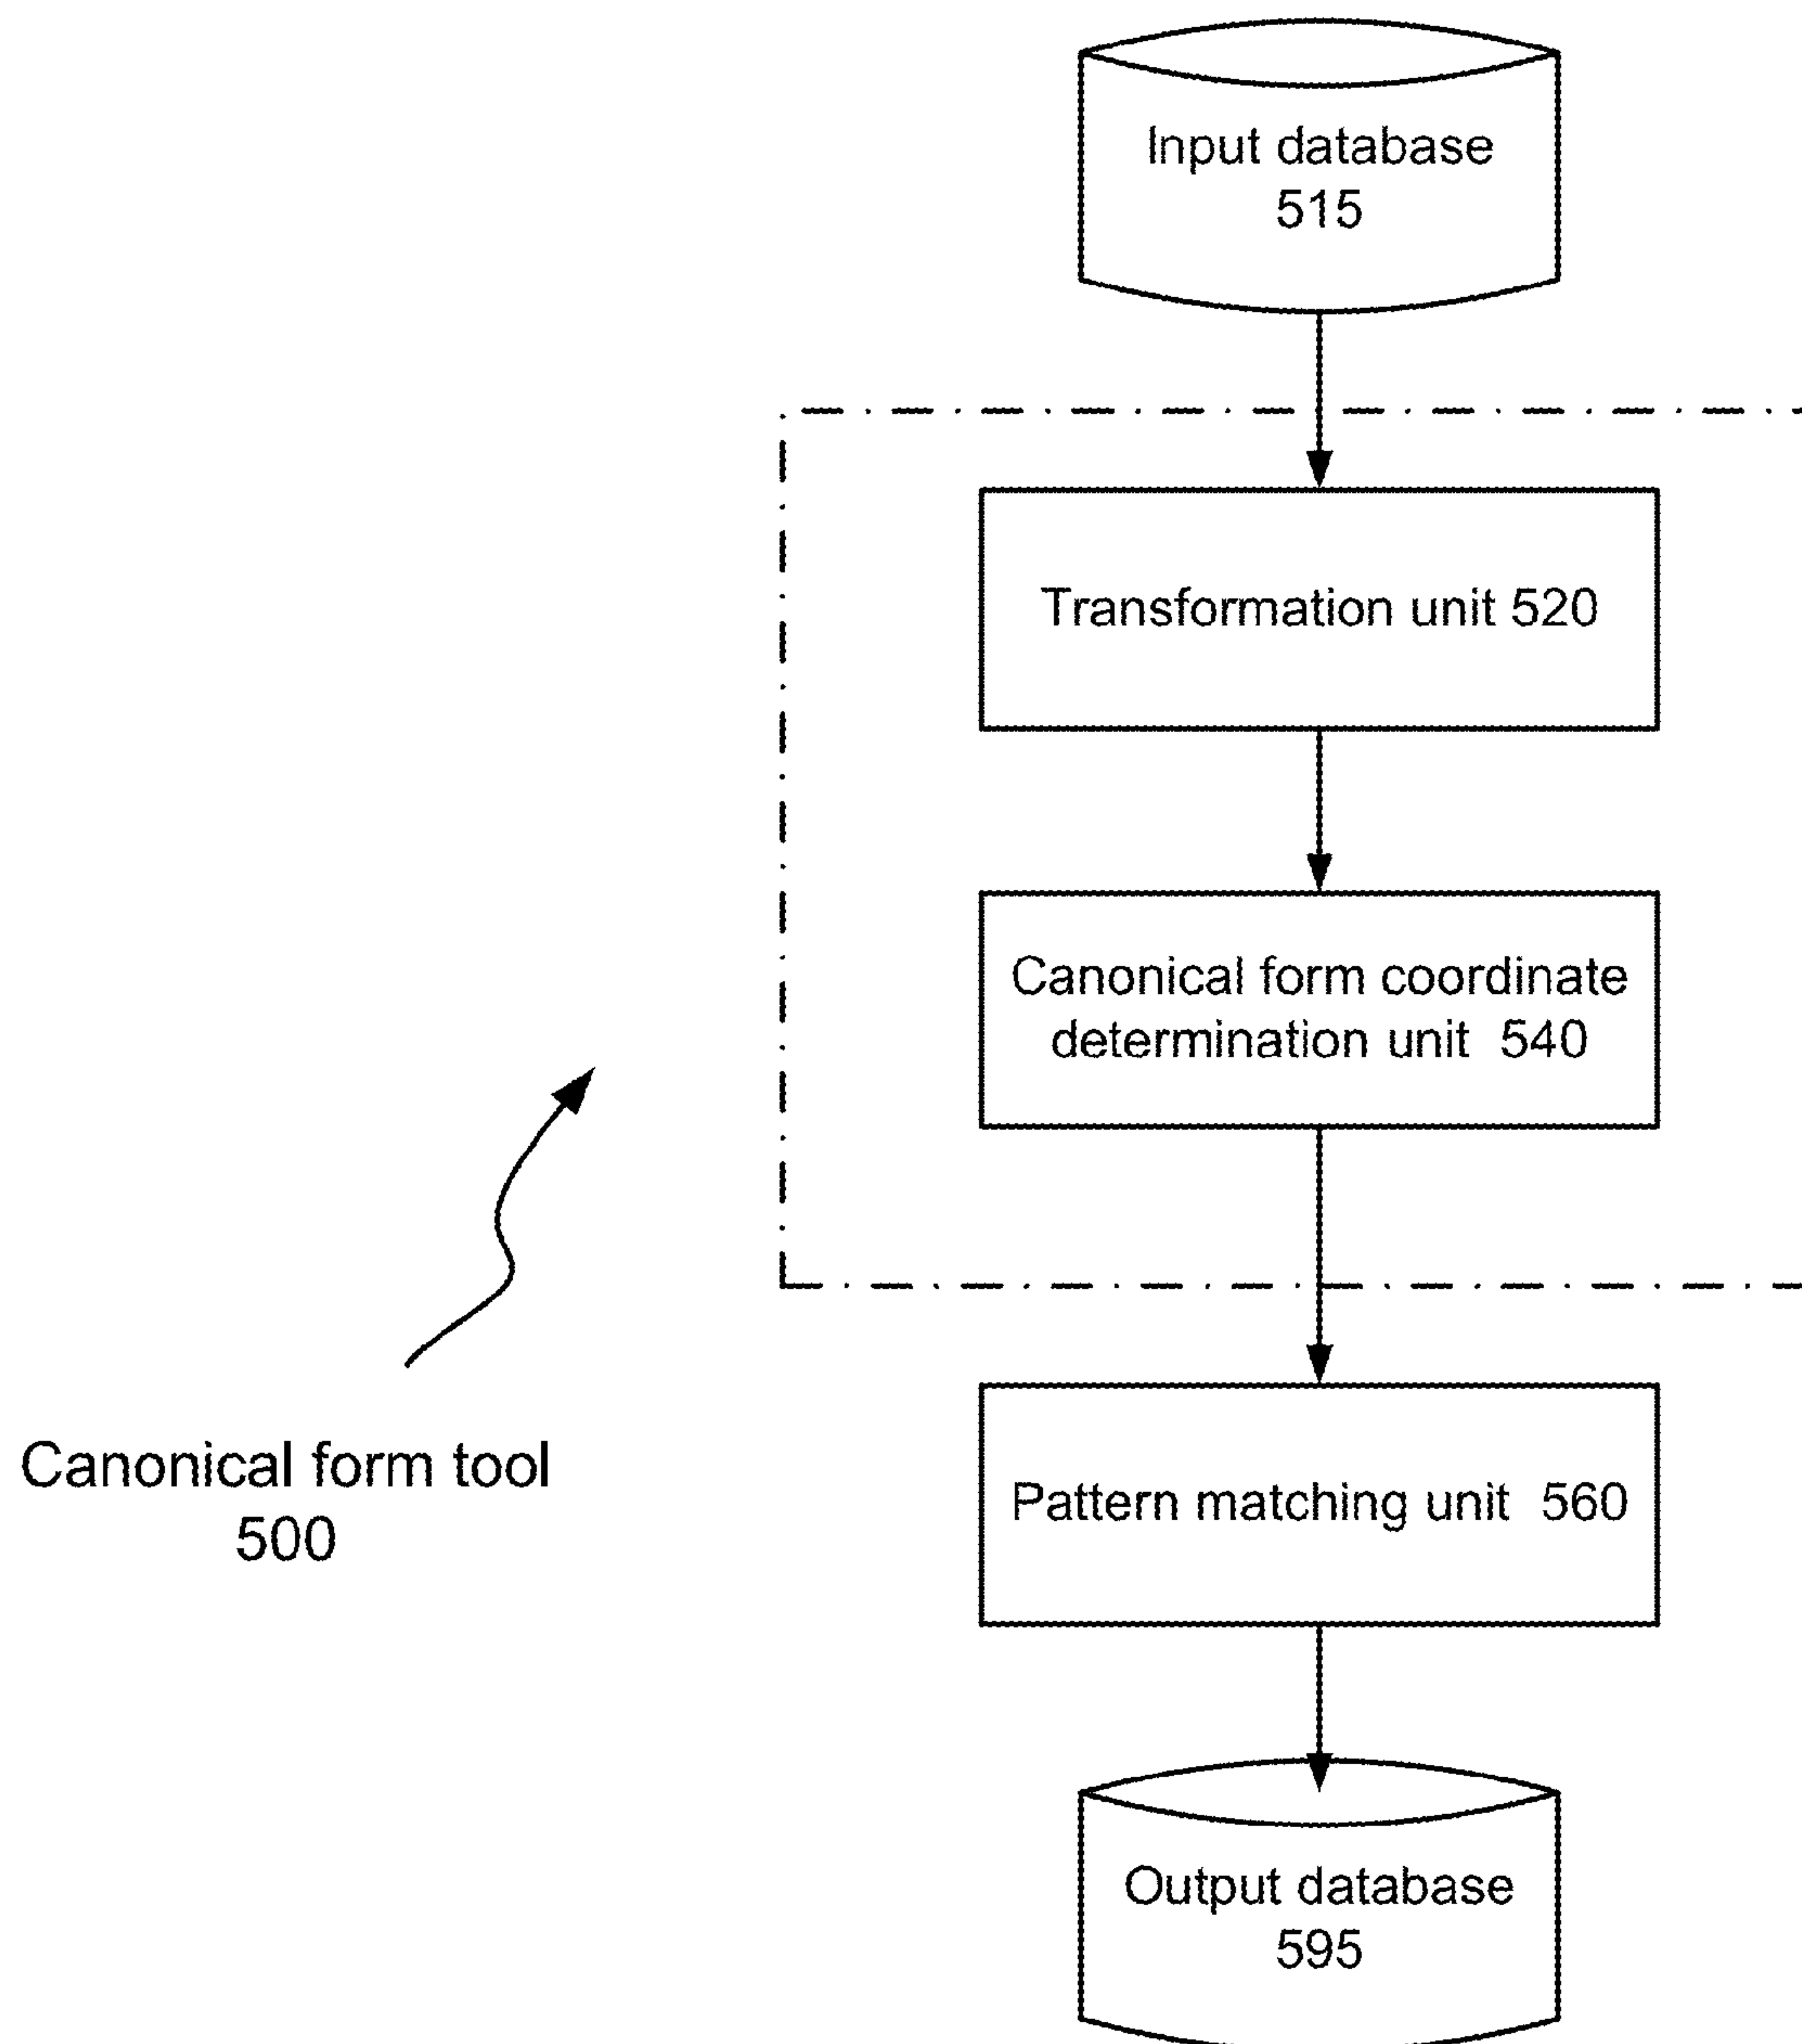 Input database
515
Transformation unit 520
Canonical form coordinate
determination unit 540
Canonical form tool
500
Pattern matching unit 560
Output database
595